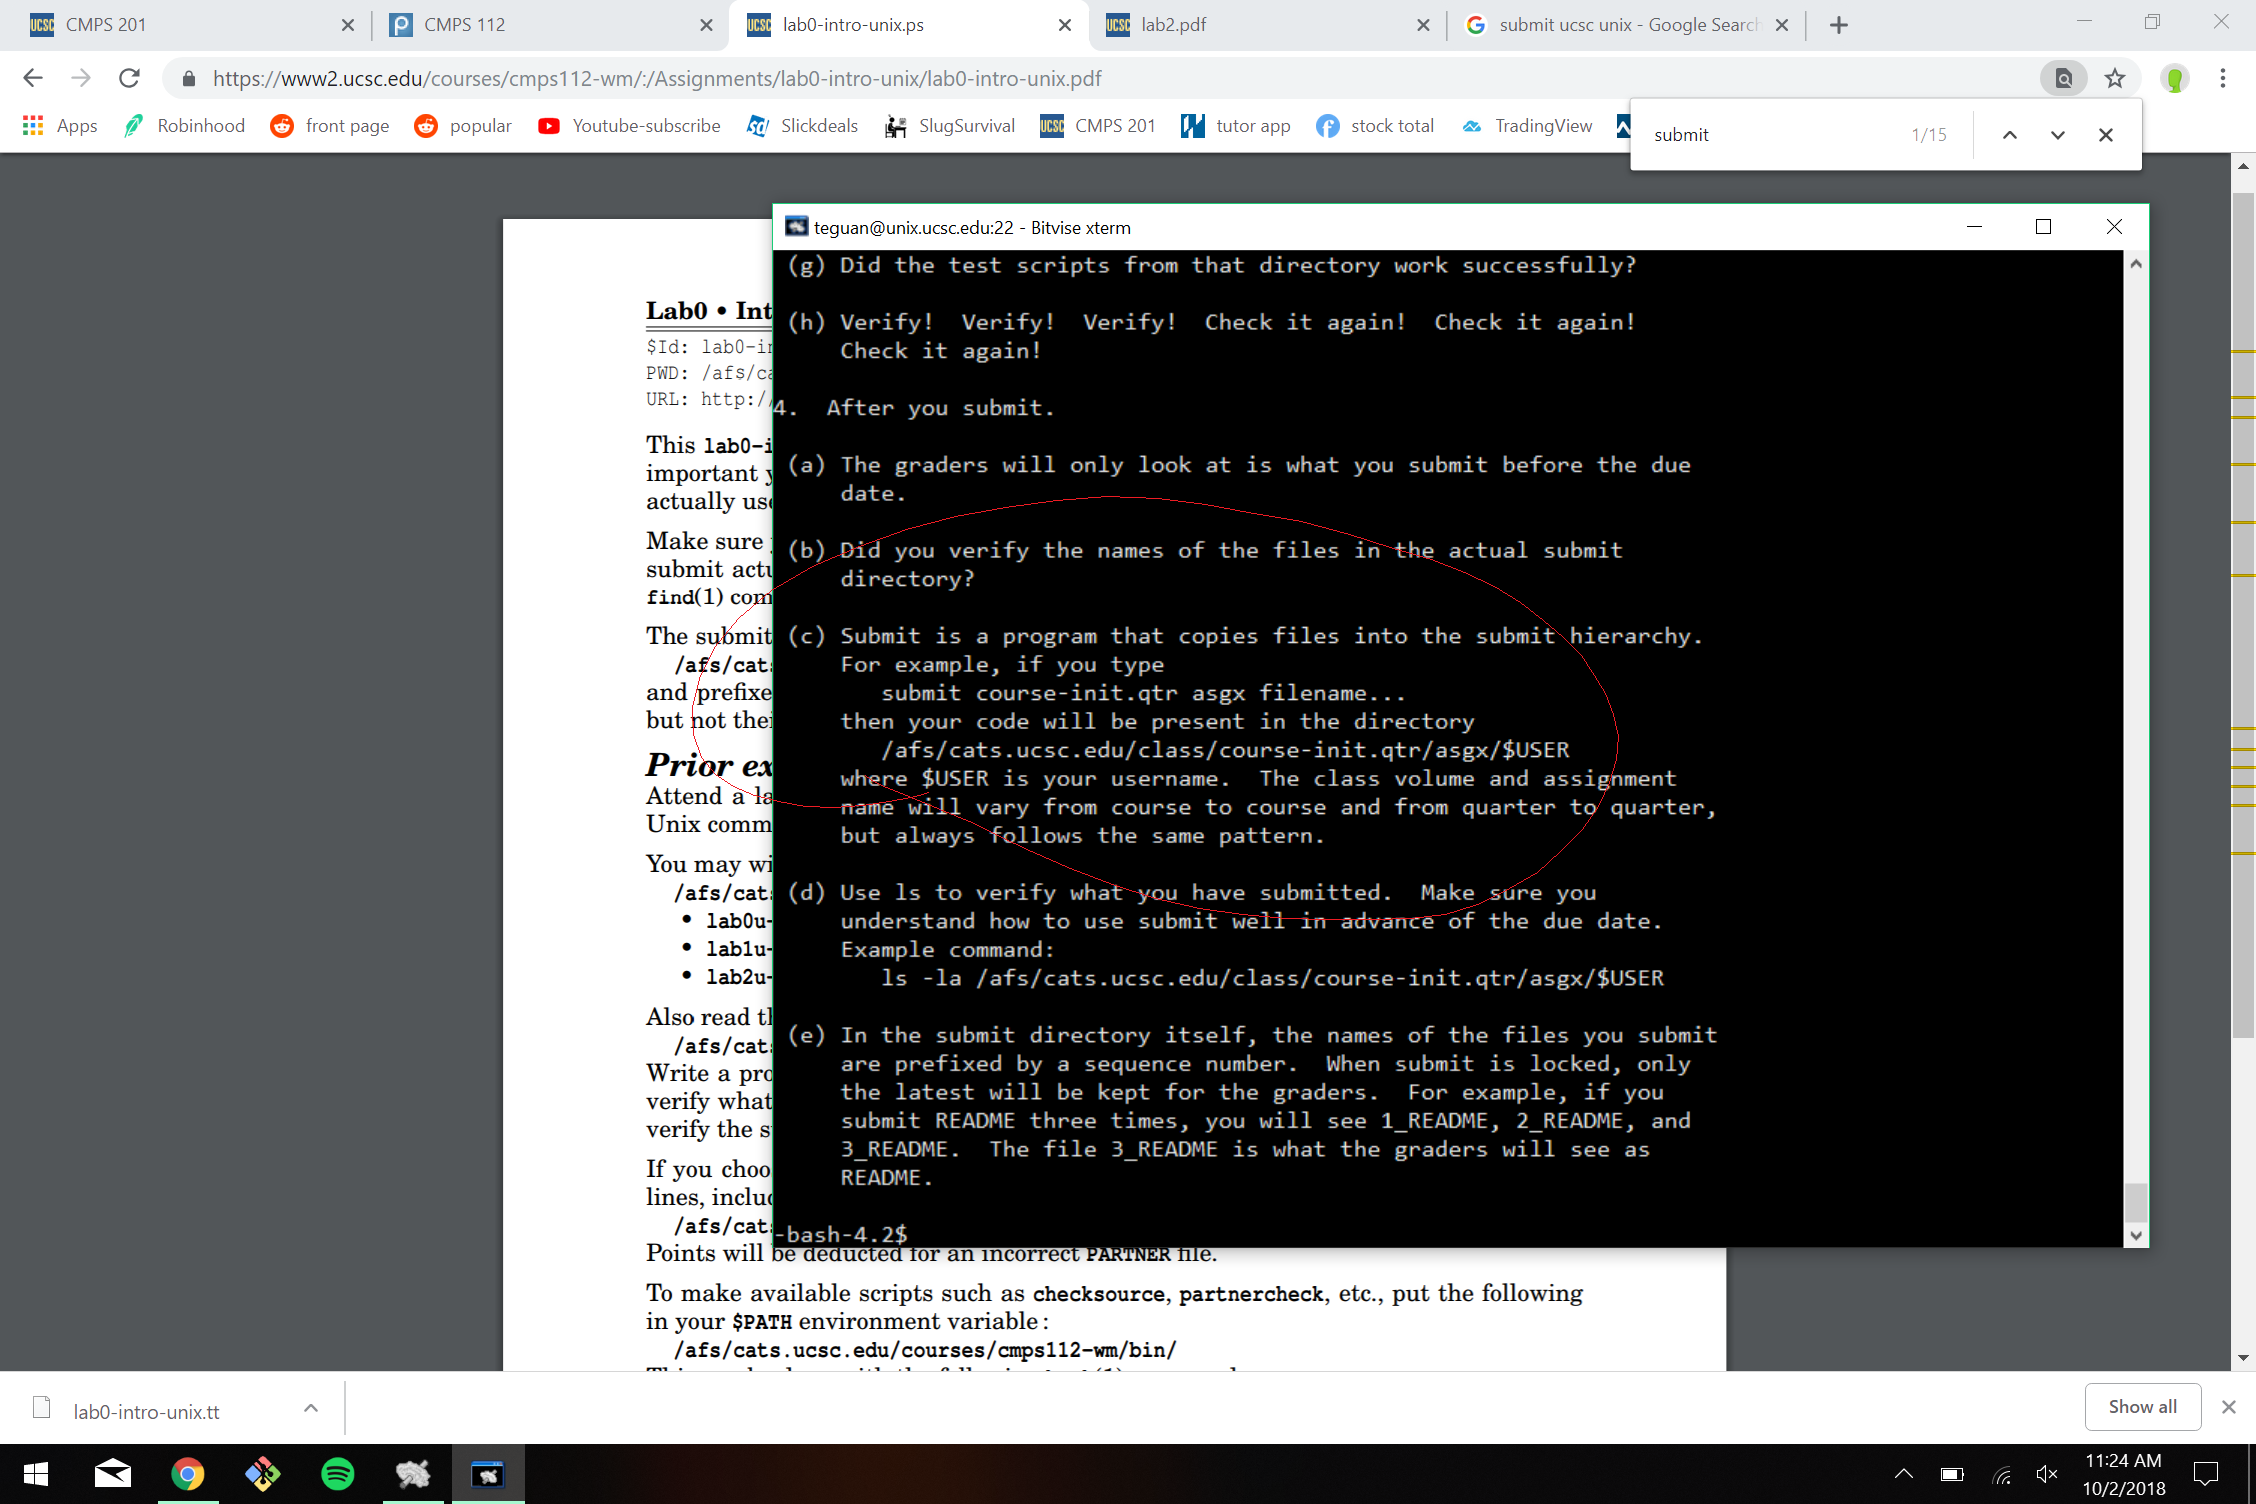 CMPS 201
CMPS 112
lab0-intro-unix.ps
lab2.pdf
submit ucsc unix - Google Search
https://www2.ucsc.edu/courses/cmps112-wm/:/Assignments/lab0-intro-unix/lab0-intro-unix.pdf
Apps
Robinhood
front page
popular
Youtube-subscribe
Slickdeals
SlugSurvival
CMPS 201
tutor app
stock total
TradingView
submit
1/15
teguan@unix.ucsc.edu:22 - Bitvise xterm
(g) Did the test scripts from that directory work successfully?
(h) Verify!  Verify!  Verify!  Check it again!  Check it again!
Check it again!
4.  After you submit.
(a) The graders will only look at is what you submit before the due
date.
(b) Did you verify the names of the files in the actual submit
directory?
(c) Submit is a program that copies files into the submit hierarchy.
For example, if you type
submit course-init.qtr asgx filename...
then your code will be present in the directory
/afs/cats.ucsc.edu/class/course-init.qtr/asgx/$USER
where $USER is your username.  The class volume and assignment
name will vary from course to course and from quarter to quarter,
but always follows the same pattern.
(d) Use ls to verify what you have submitted.  Make sure you
understand how to use submit well in advance of the due date.
Example command:
ls -la /afs/cats.ucsc.edu/class/course-init.qtr/asgx/$USER
(e) In the submit directory itself, the names of the files you submit
are prefixed by a sequence number.  When submit is locked, only
the latest will be kept for the graders.  For example, if you
submit README three times, you will see 1_README, 2_README, and
3_README.  The file 3_README is what the graders will see as
README.
-bash-4.2$
Lab0 • Int
$Id: lab0-in
PWD: /afs/ca
URL: http:/
This lab0-i
important y
actually use
Make sure
submit actu
find(1) com
The submit
/afs/cat
and prefixe
but not thei
Prior ex
Attend a la
Unix comm
You may wi
/afs/cat
• lab0u-
• lab1u-
• lab2u-
Also read th
/afs/cat
Write a pro
verify what
verify the s
If you choo
lines, includ
/afs/cat
Points will be deducted for an incorrect PARTNER file.
To make available scripts such as checksource, partnercheck, etc., put the following
in your $PATH environment variable:
/afs/cats.ucsc.edu/courses/cmps112-wm/bin/
lab0-intro-unix.tt
Show all
11:24 AM
10/2/2018